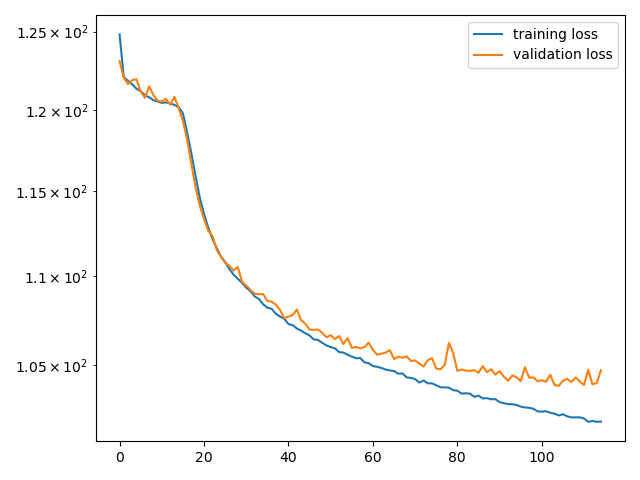 training loss
validation loss
1.25 × 10²
1.2 × 10²
1.15 × 10²
1.1 × 10²
1.05 × 10²
0 20 40 60 80 100